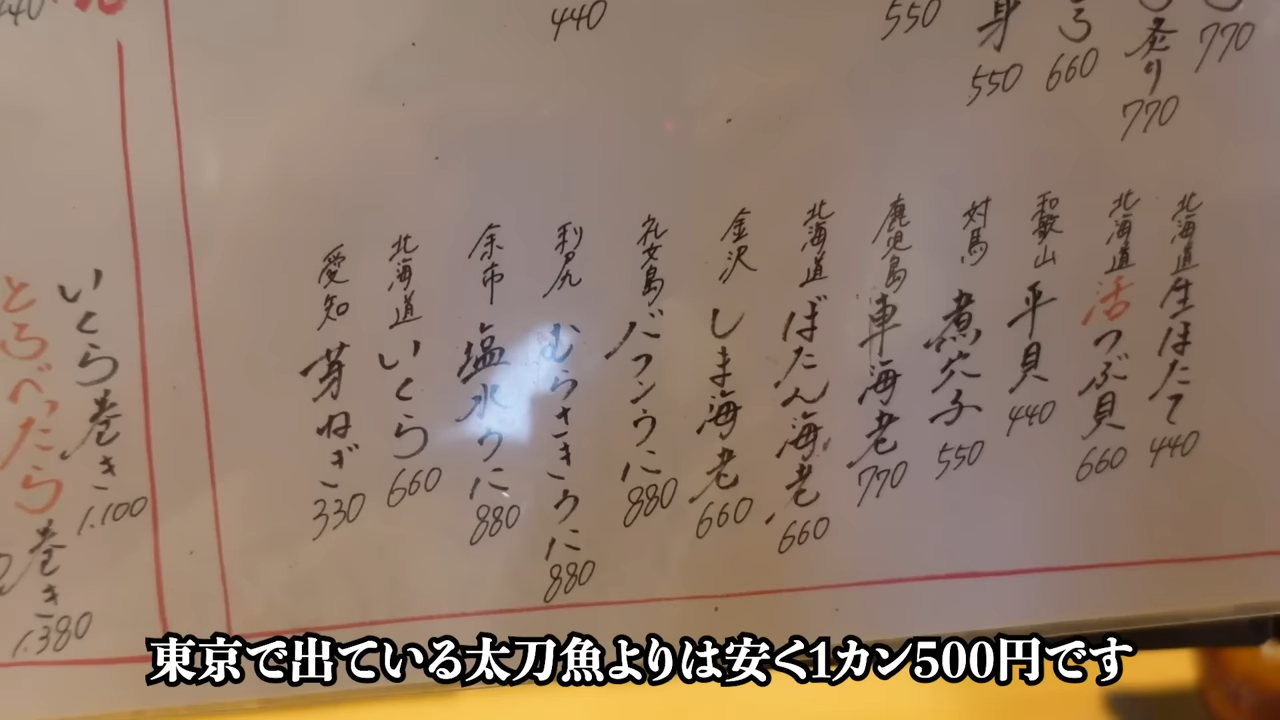 770
炙り
770
660
身
550
550
440
北海道 生ほたて
440
北海道 活つぶ貝
660
和歌山 平貝
440
対馬 煮穴子
550
鹿児島 車海老
770
北海道 ぼたん海老
660
金沢 しま海老
660
礼文島 バフンうに
880
利尻 むらさきうに
880
余市 塩水うに
880
北海道 いくら
660
愛知 芽ねぎ
330
いくら巻き
1.100
とろべったら巻き
1.380
東京で出ている太刀魚よりは安く1カン500円です